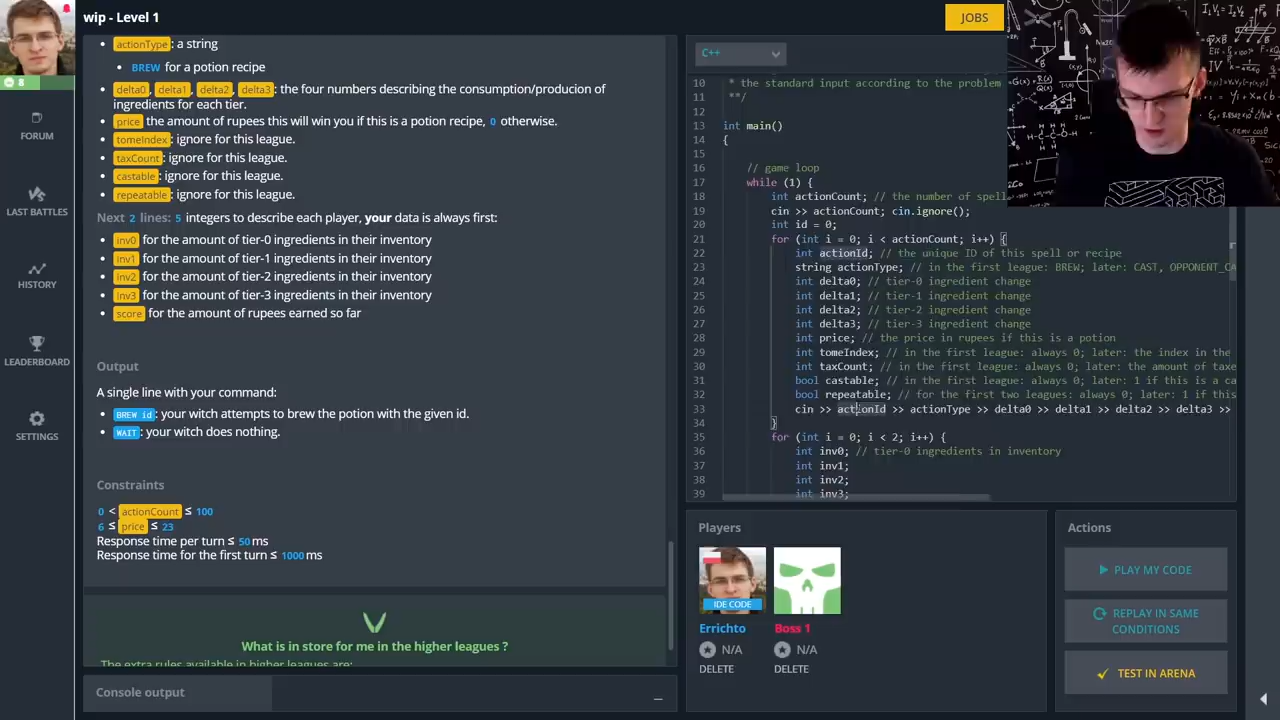 wip - Level 1
JOBS
8
FORUM
LAST BATTLES
HISTORY
LEADERBOARD
SETTINGS
actionType: a string
BREW for a potion recipe
delta0, delta1, delta2, delta3: the four numbers describing the consumption/producion of
ingredients for each tier.
price the amount of rupees this will win you if this is a potion recipe, 0 otherwise.
tomeIndex: ignore for this league.
taxCount: ignore for this league.
castable: ignore for this league.
repeatable: ignore for this league.
Next 2 lines: 5 integers to describe each player, your data is always first:
inv0 for the amount of tier-0 ingredients in their inventory
inv1 for the amount of tier-1 ingredients in their inventory
inv2 for the amount of tier-2 ingredients in their inventory
inv3 for the amount of tier-3 ingredients in their inventory
score for the amount of rupees earned so far
Output
A single line with your command:
BREW id: your witch attempts to brew the potion with the given id.
WAIT: your witch does nothing.
Constraints
0 < actionCount ≤ 100
6 ≤ price ≤ 23
Response time per turn ≤ 50 ms
Response time for the first turn ≤ 1000 ms
What is in store for me in the higher leagues ?
The extra rules available in higher leagues are:
Console output
C++
10 * the standard input according to the problem
11 **/
12
13 int main()
14 {
15
16 // game loop
17 while (1) {
18 int actionCount; // the number of spell
19 cin >> actionCount; cin.ignore();
20 int id = 0;
21 for (int i = 0; i < actionCount; i++) {
22 int actionId; // the unique ID of this spell or recipe
23 string actionType; // in the first league: BREW; later: CAST, OPPONENT_CA
24 int delta0; // tier-0 ingredient change
25 int delta1; // tier-1 ingredient change
26 int delta2; // tier-2 ingredient change
27 int delta3; // tier-3 ingredient change
28 int price; // the price in rupees if this is a potion
29 int tomeIndex; // in the first league: always 0; later: the index in the
30 int taxCount; // in the first league: always 0; later: the amount of taxe
31 bool castable; // in the first league: always 0; later: 1 if this is a ca
32 bool repeatable; // for the first two leagues: always 0; later: 1 if this
33 cin >> actionId >> actionType >> delta0 >> delta1 >> delta2 >> delta3 >>
34 }
35 for (int i = 0; i < 2; i++) {
36 int inv0; // tier-0 ingredients in inventory
37 int inv1;
38 int inv2;
39 int inv3;
Players
IDE CODE
Errichto
N/A
DELETE
Boss 1
N/A
DELETE
Actions
PLAY MY CODE
REPLAY IN SAME
CONDITIONS
TEST IN ARENA